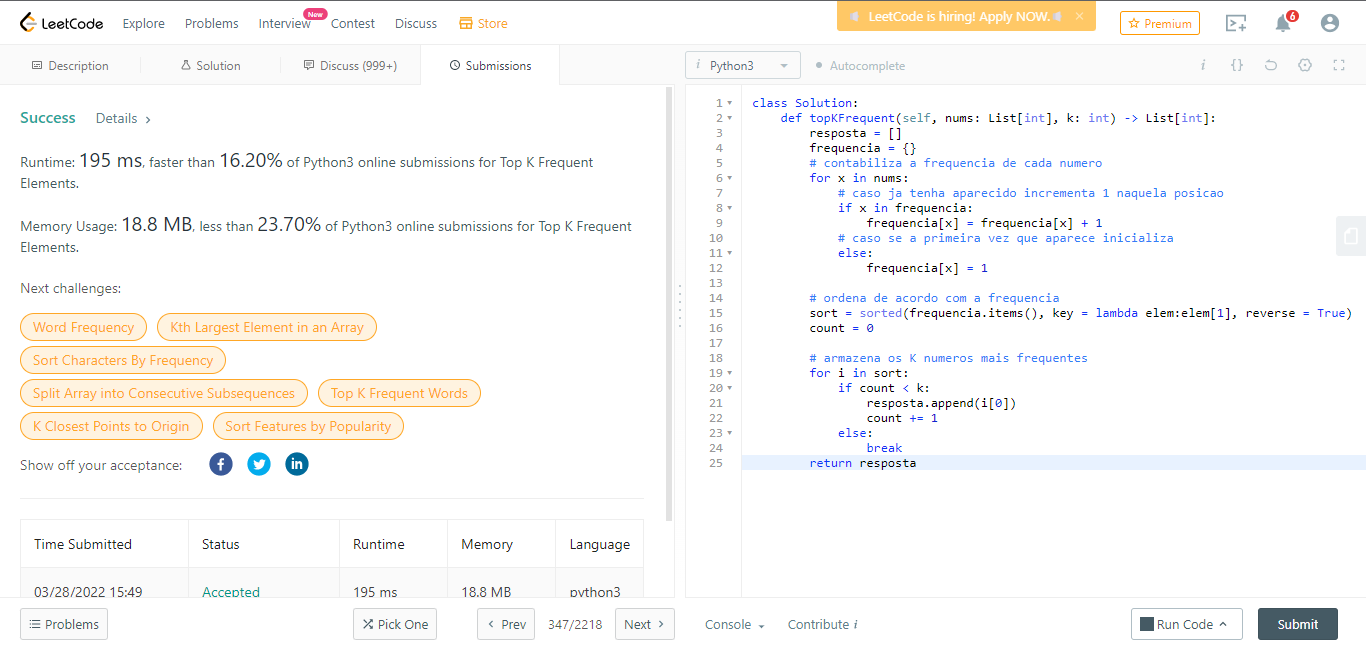 LeetCode Explore Problems Interview New Contest Discuss Store LeetCode is hiring! Apply NOW. × Premium 6
Description Solution Discuss (999+) Submissions
Success Details >
Runtime: 195 ms, faster than 16.20% of Python3 online submissions for Top K Frequent
Elements.
Memory Usage: 18.8 MB, less than 23.70% of Python3 online submissions for Top K Frequent
Elements.
Next challenges:
Word Frequency Kth Largest Element in an Array
Sort Characters By Frequency
Split Array into Consecutive Subsequences Top K Frequent Words
K Closest Points to Origin Sort Features by Popularity
Show off your acceptance: f in
Time Submitted Status Runtime Memory Language
03/28/2022 15:49 Accepted 195 ms 18.8 MB python3
Problems Pick One < Prev 347/2218 Next >
i Python3 Autocomplete i {}
1 class Solution:
2 def topKFrequent(self, nums: List[int], k: int) -> List[int]:
3 resposta = []
4 frequencia = {}
5 # contabiliza a frequencia de cada numero
6 for x in nums:
7 # caso ja tenha aparecido incrementa 1 naquela posicao
8 if x in frequencia:
9 frequencia[x] = frequencia[x] + 1
10 # caso se a primeira vez que aparece inicializa
11 else:
12 frequencia[x] = 1
13
14 # ordena de acordo com a frequencia
15 sort = sorted(frequencia.items(), key = lambda elem:elem[1], reverse = True)
16 count = 0
17
18 # armazena os K numeros mais frequentes
19 for i in sort:
20 if count < k:
21 resposta.append(i[0])
22 count += 1
23 else:
24 break
25 return resposta
Console Contribute i Run Code Submit